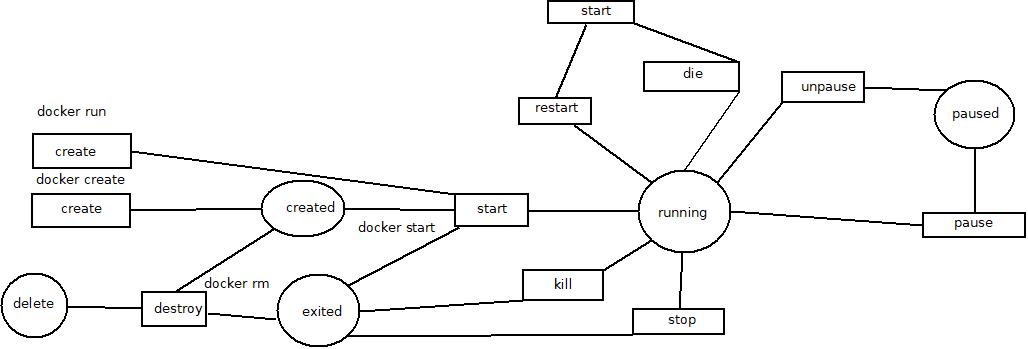 start
die
unpause
restart
paused
docker run
create
docker create
create
created
start
running
pause
docker start
docker rm
kill
delete
destroy
exited
stop